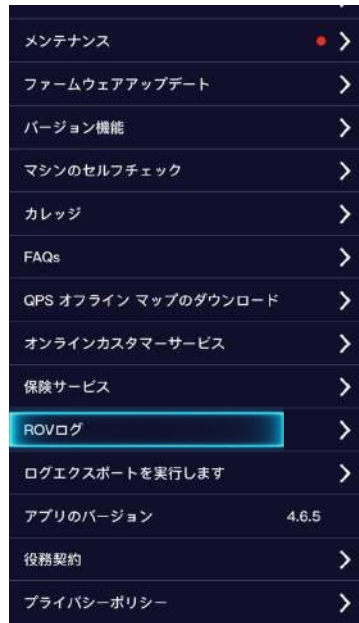 メンテナンス
ファームウェアアップデート
バージョン機能
マシンのセルフチェック
カレッジ
FAQs
QPS オフライン マップのダウンロード
オンラインカスタマーサービス
保険サービス
ROVログ
ログエクスポートを実行します
アプリのバージョン 4.6.5
役務契約
プライバシーポリシー